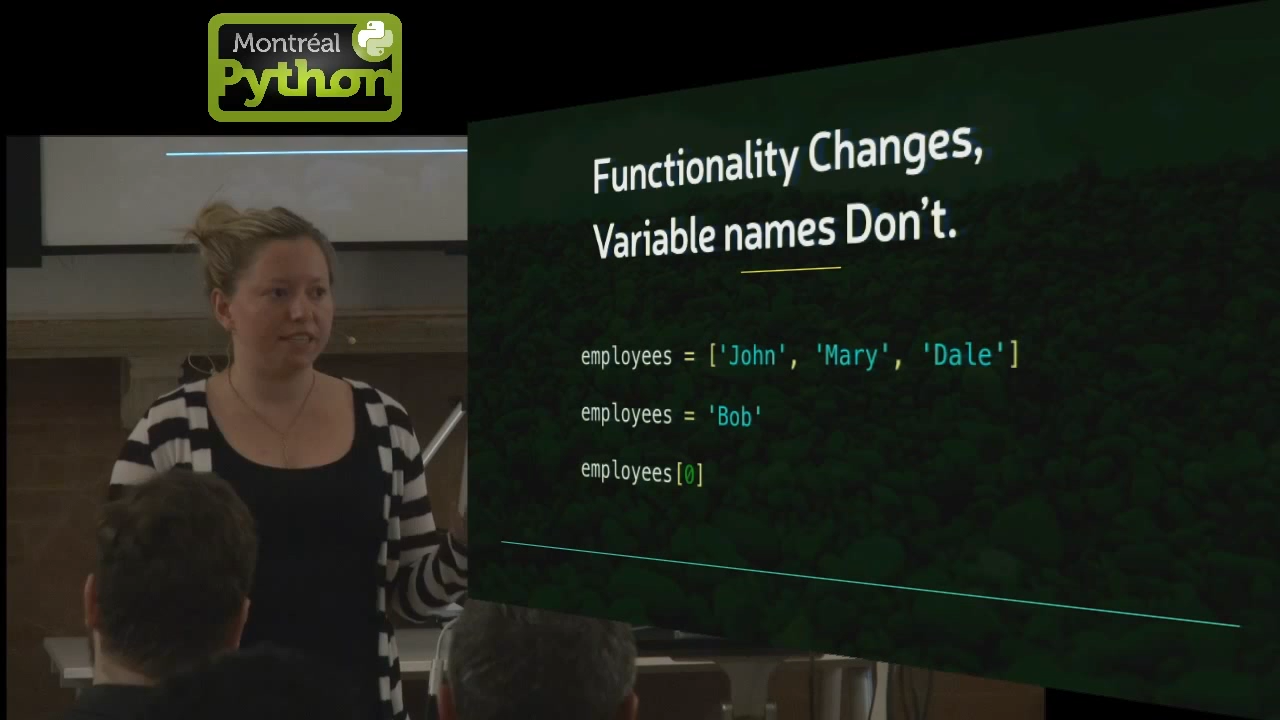 Montréal
Python
Functionality Changes,
Variable names Don’t.
employees = ['John', 'Mary', 'Dale']
employees = 'Bob'
employees[0]